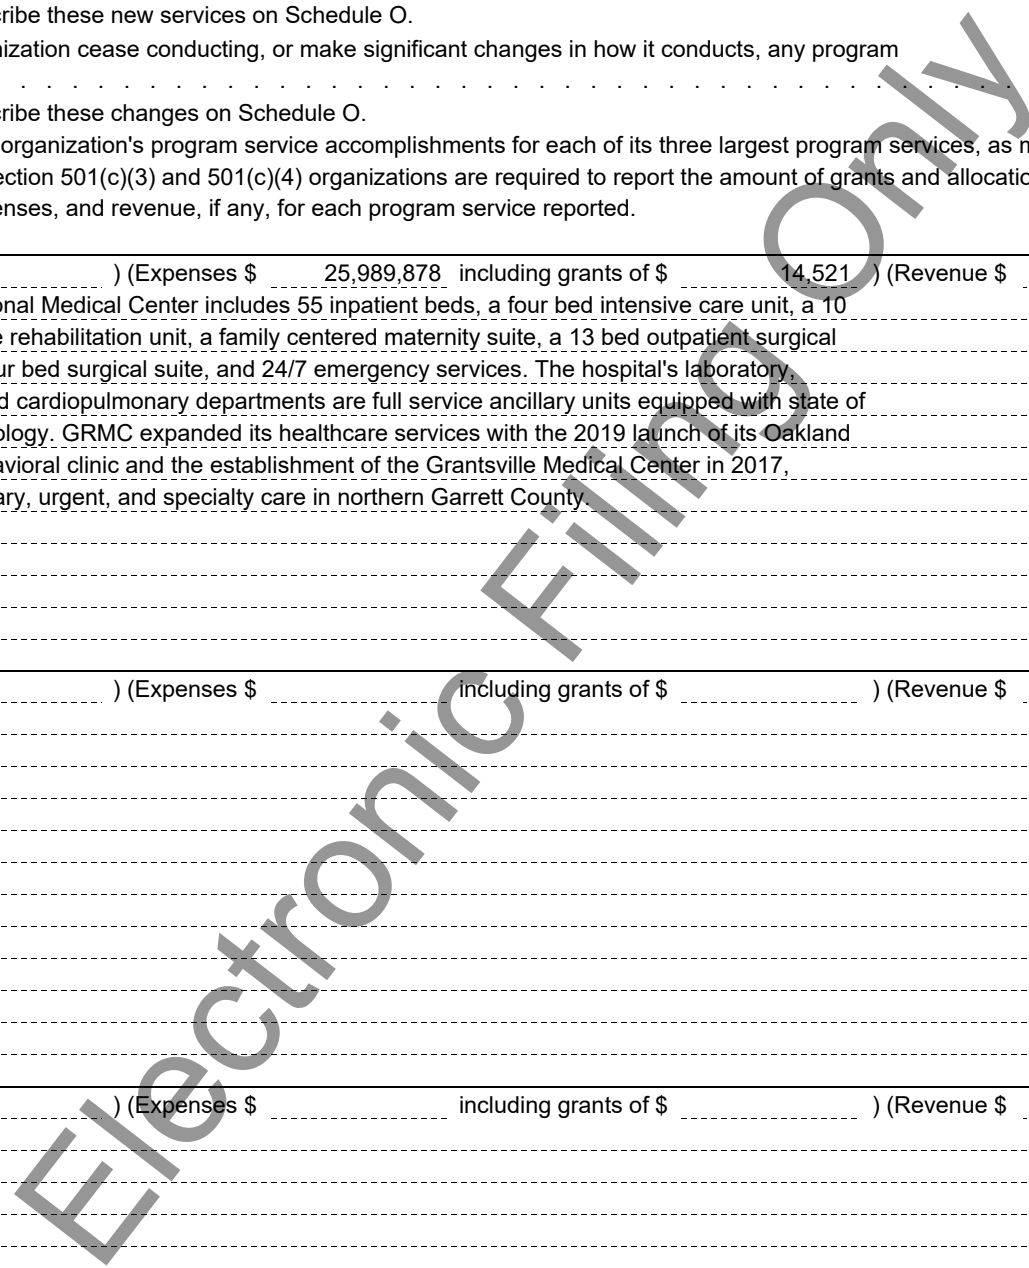 cribe these new services on Schedule O.
nization cease conducting, or make significant changes in how it conducts, any program
. . . . . . . . . . . . . . . . . . . . . . . . . . . . . . . . . . . . . . .
cribe these changes on Schedule O.
organization's program service accomplishments for each of its three largest program services, as m
ection 501(c)(3) and 501(c)(4) organizations are required to report the amount of grants and allocatio
enses, and revenue, if any, for each program service reported.
) (Expenses $ 25,989,878 including grants of $ 14,521 ) (Revenue $
onal Medical Center includes 55 inpatient beds, a four bed intensive care unit, a 10
e rehabilitation unit, a family centered maternity suite, a 13 bed outpatient surgical
ur bed surgical suite, and 24/7 emergency services. The hospital's laboratory,
d cardiopulmonary departments are full service ancillary units equipped with state of
ology. GRMC expanded its healthcare services with the 2019 launch of its Oakland
avioral clinic and the establishment of the Grantsville Medical Center in 2017,
ary, urgent, and specialty care in northern Garrett County.
) (Expenses $ including grants of $ ) (Revenue $
) (Expenses $ including grants of $ ) (Revenue $
Electronic Filing Only